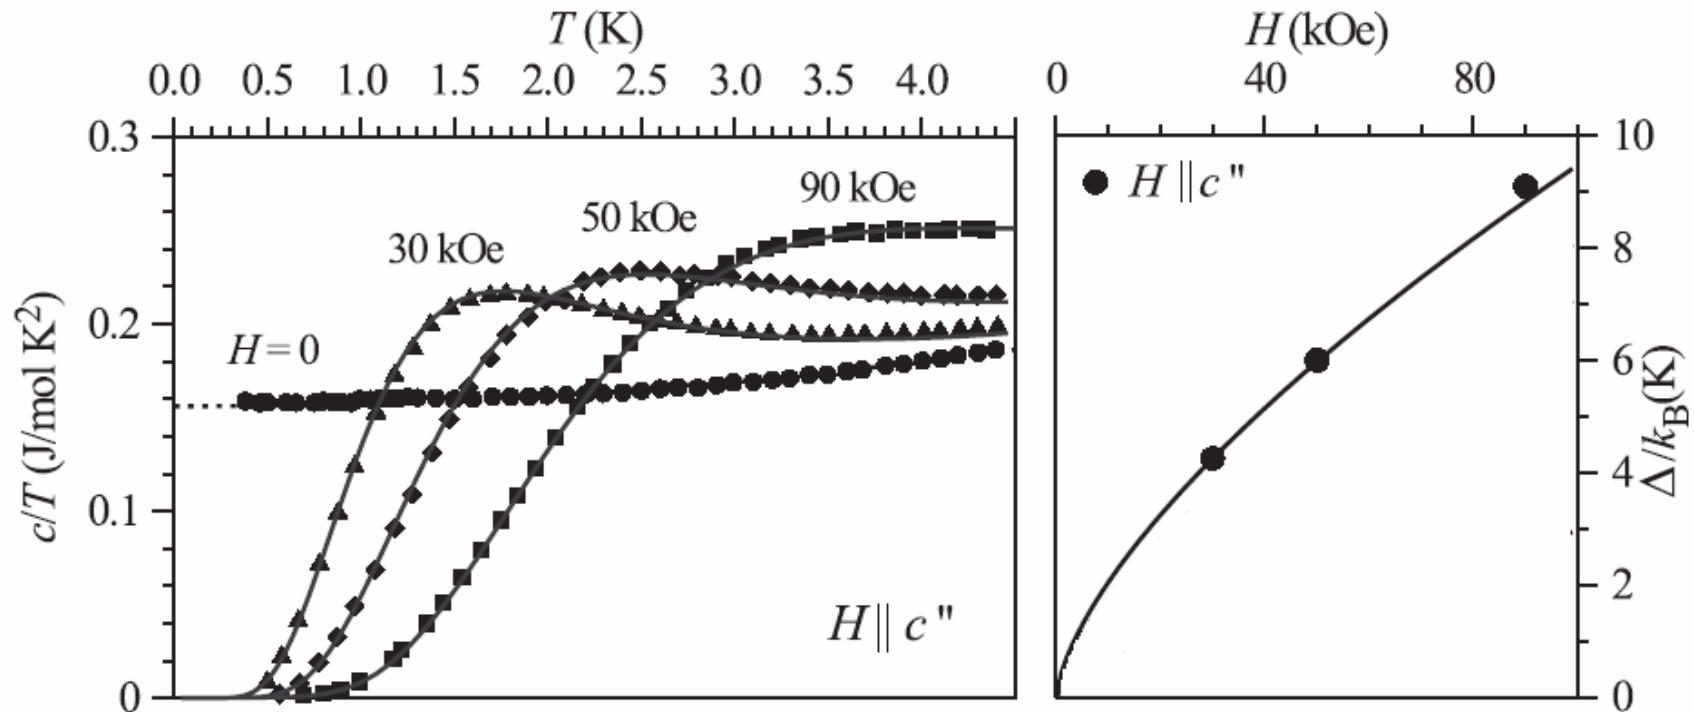 T (K)
0.0 0.5 1.0 1.5 2.0 2.5 3.0 3.5 4.0
0.3
0.2
0.1
0
c/T (J/mol K²)
H = 0
30 kOe
50 kOe
90 kOe
H || c "
H (kOe)
0 40 80
H || c "
10
8
6
4
2
0
Δ/k_B(K)